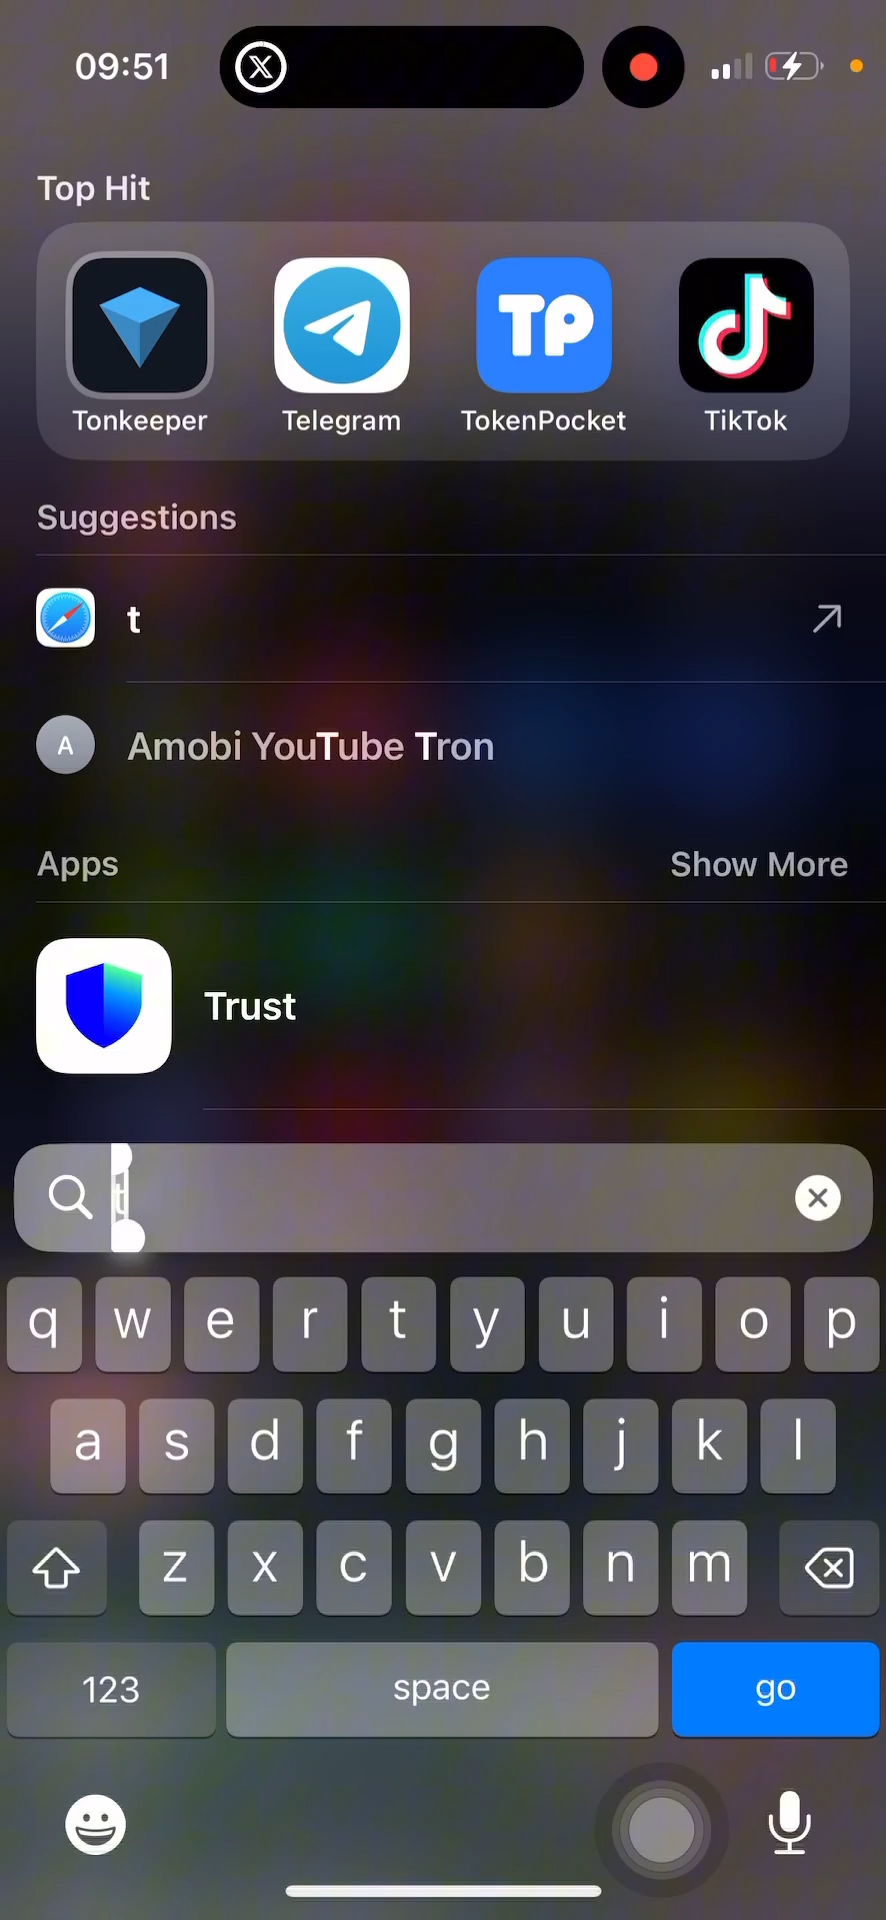 09:51
Top Hit
TP
Tonkeeper Telegram TokenPocket TikTok
Suggestions
t
A Amobi YouTube Tron
Apps Show More
Trust
t
q w e r t y u i o p
a s d f g h j k l
z x c v b n m
123 space go